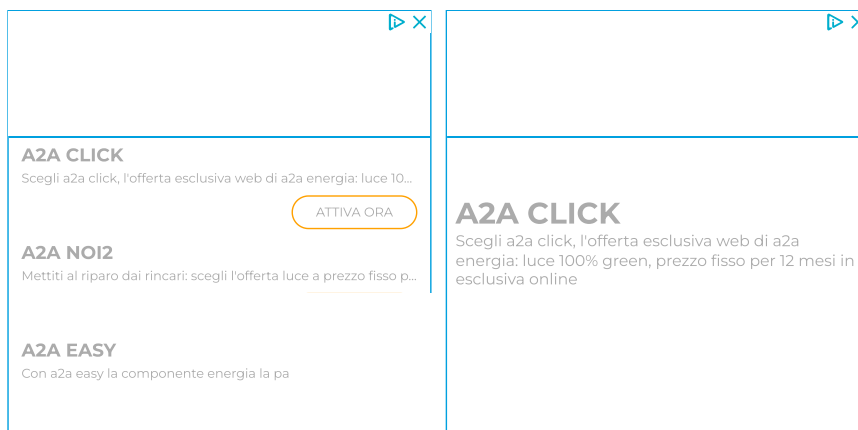 A2A CLICK
Scegli a2a click, l'offerta esclusiva web di a2a energia: luce 10...
ATTIVA ORA
A2A NOI2
Mettiti al riparo dai rincari: scegli l'offerta luce a prezzo fisso p...
A2A EASY
Con a2a easy la componente energia la pa
A2A CLICK
Scegli a2a click, l'offerta esclusiva web di a2a
energia: luce 100% green, prezzo fisso per 12 mesi in
esclusiva online